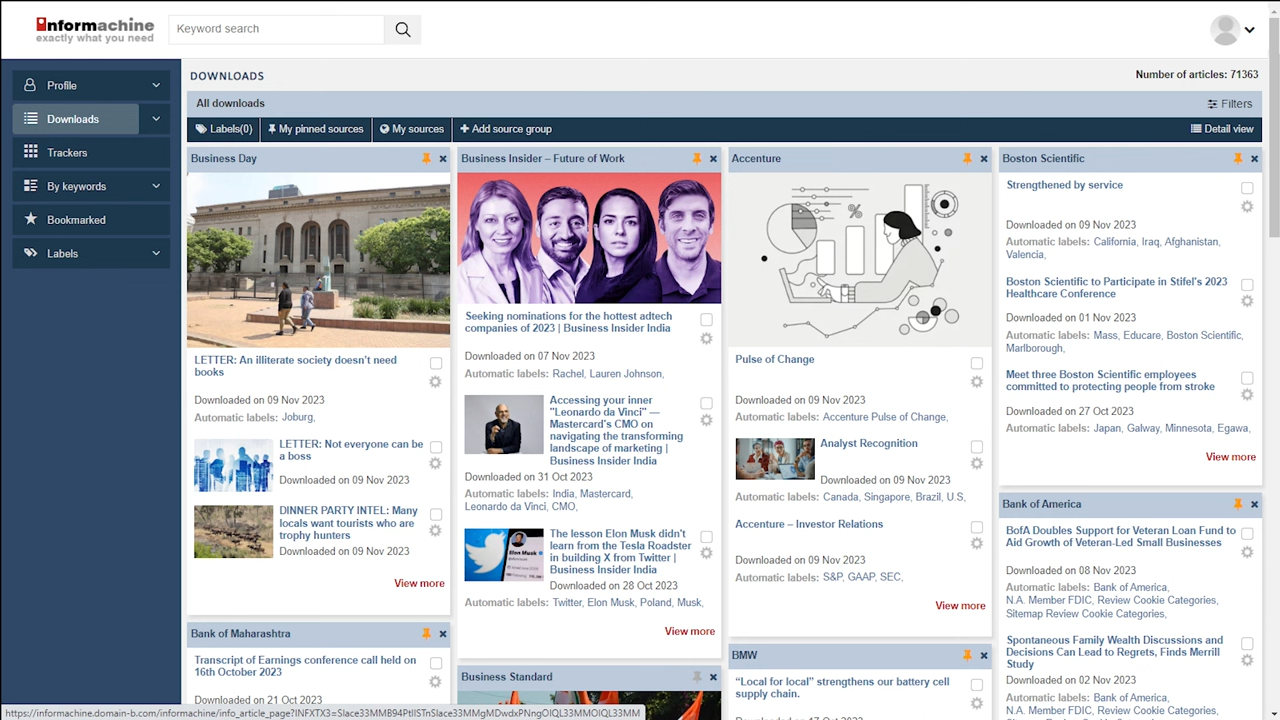 informachine
exactly what you need
Keyword search
Profile
Downloads
Trackers
By keywords
Bookmarked
Labels
DOWNLOADS
Number of articles: 71363
All downloads
Filters
Labels(0)
My pinned sources
My sources
Add source group
Detail view
Business Day
LETTER: An illiterate society doesn't need
books
Downloaded on 09 Nov 2023
Automatic labels: Joburg,
LETTER: Not everyone can be
a boss
Downloaded on 09 Nov 2023
DINNER PARTY INTEL: Many
locals want tourists who are
trophy hunters
Downloaded on 09 Nov 2023
View more
Bank of Maharashtra
Transcript of Earnings conference call held on
16th October 2023
Downloaded on 21 Oct 2023
Business Insider – Future of Work
Seeking nominations for the hottest adtech
companies of 2023 | Business Insider India
Downloaded on 07 Nov 2023
Automatic labels: Rachel, Lauren Johnson,
Accessing your inner
"Leonardo da Vinci" —
Mastercard's CMO on
navigating the transforming
landscape of marketing |
Business Insider India
Downloaded on 31 Oct 2023
Automatic labels: India, Mastercard,
Leonardo da Vinci, CMO,
Elon Musk
The lesson Elon Musk didn't
learn from the Tesla Roadster
in building X from Twitter |
Business Insider India
Downloaded on 28 Oct 2023
Automatic labels: Twitter, Elon Musk, Poland, Musk,
View more
Business Standard
Accenture
%
Pulse of Change
Downloaded on 09 Nov 2023
Automatic labels: Accenture Pulse of Change,
Analyst Recognition
Downloaded on 09 Nov 2023
Automatic labels: Canada, Singapore, Brazil, U.S,
Accenture – Investor Relations
Downloaded on 09 Nov 2023
Automatic labels: S&P, GAAP, SEC,
View more
BMW
"Local for local" strengthens our battery cell
supply chain.
Downloaded on 17 Oct 2023
Boston Scientific
Strengthened by service
Downloaded on 09 Nov 2023
Automatic labels: California, Iraq, Afghanistan,
Valencia,
Boston Scientific to Participate in Stifel's 2023
Healthcare Conference
Downloaded on 01 Nov 2023
Automatic labels: Mass, Educare, Boston Scientific,
Marlborough,
Meet three Boston Scientific employees
committed to protecting people from stroke
Downloaded on 27 Oct 2023
Automatic labels: Japan, Galway, Minnesota, Egawa,
View more
Bank of America
BofA Doubles Support for Veteran Loan Fund to
Aid Growth of Veteran-Led Small Businesses
Downloaded on 08 Nov 2023
Automatic labels: Bank of America,
N.A. Member FDIC, Review Cookie Categories,
Sitemap Review Cookie Categories,
Spontaneous Family Wealth Discussions and
Decisions Can Lead to Regrets, Finds Merrill
Study
Downloaded on 02 Nov 2023
Automatic labels: Bank of America,
N.A. Member FDIC, Review Cookie Categories,